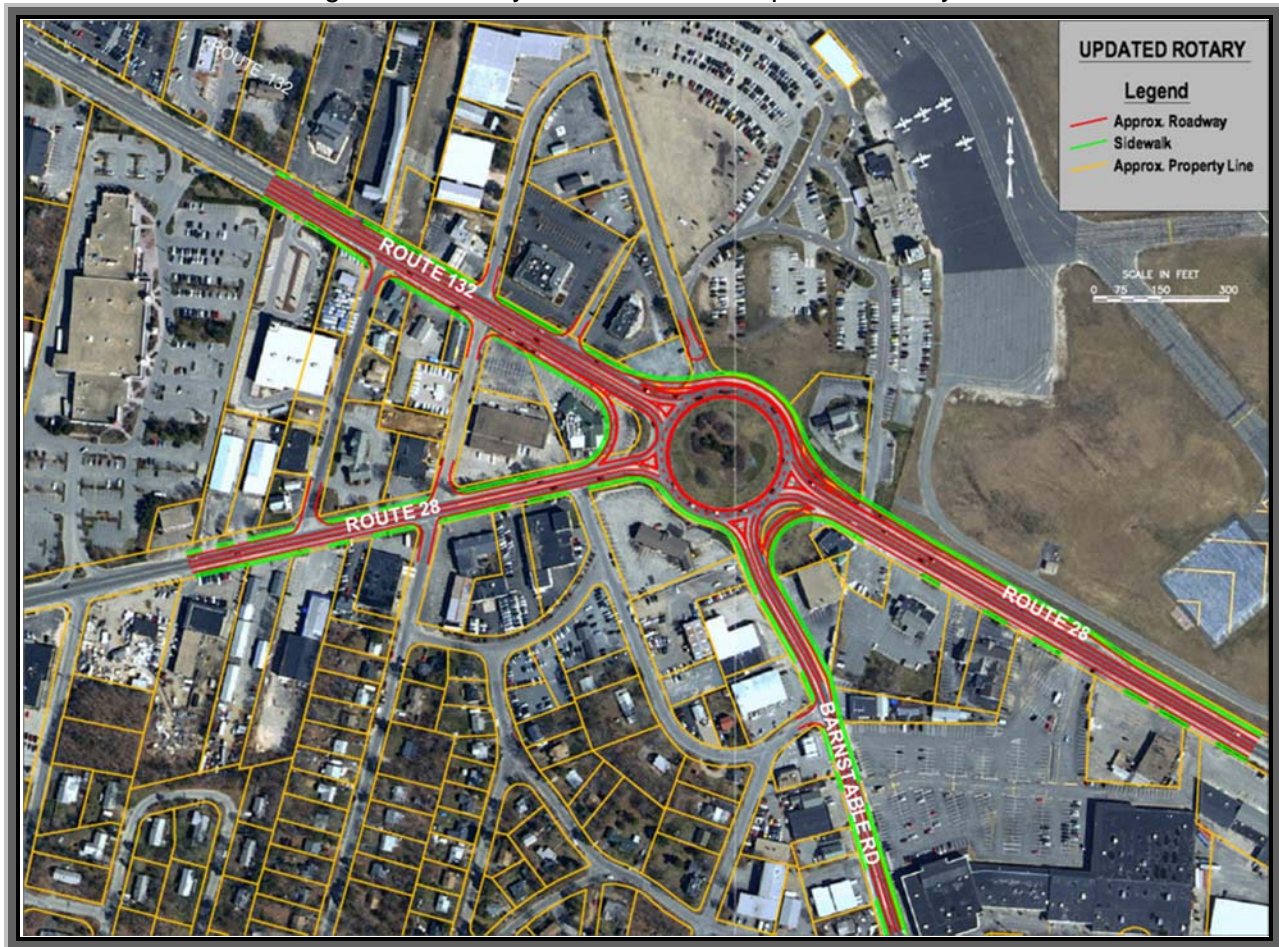 UPDATED ROTARY
Legend
Approx. Roadway
Sidewalk
Approx. Property Line
N
SCALE IN FEET
0 75 150 300
ROUTE 132
ROUTE 132
ROUTE 28
ROUTE 28
BARNSTABLE RD